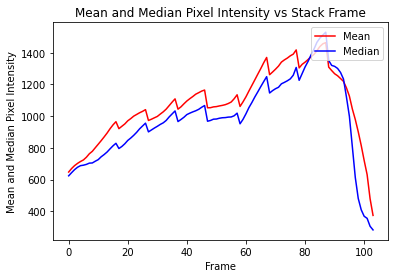 Mean and Median Pixel Intensity vs Stack Frame
Mean and Median Pixel Intensity
1400
1200
1000
800
600
400
Mean
Median
0
20
40
60
80
100
Frame